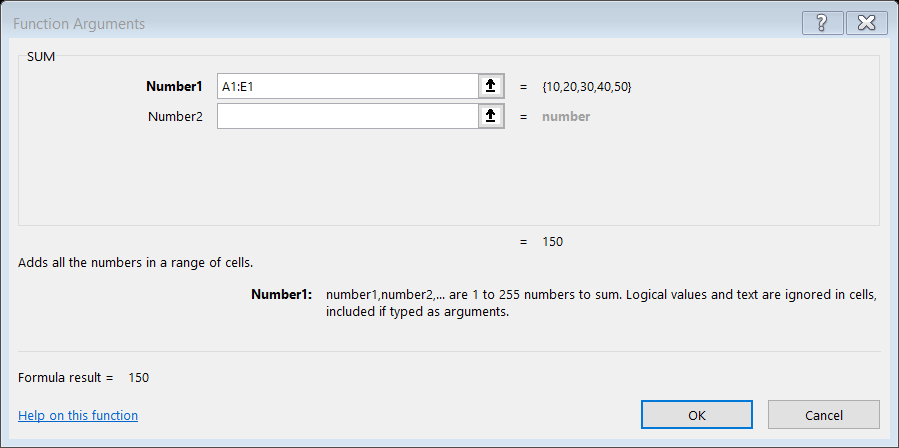 Function Arguments
SUM
Number1 A1:E1 = {10,20,30,40,50}
Number2 = number
= 150
Adds all the numbers in a range of cells.
Number1: number1,number2,... are 1 to 255 numbers to sum. Logical values and text are ignored in cells,
included if typed as arguments.
Formula result = 150
Help on this function
OK Cancel